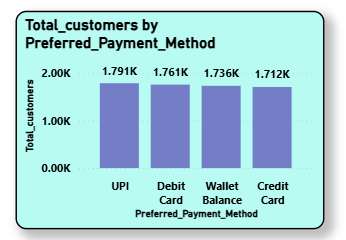 Total_customers by
Preferred_Payment_Method
Total_customers
2.00K
1.00K
0.00K
1.791K 1.761K 1.736K 1.712K
UPI Debit Wallet Credit
Card Balance Card
Preferred_Payment_Method